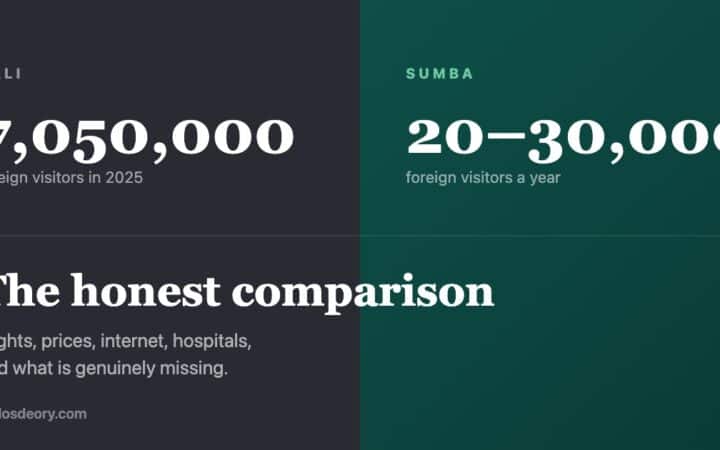 LI
SUMBA
7,050,000
20–30,000
eign visitors in 2025
foreign visitors a year
The honest comparison
ghts, prices, internet, hospitals,
d what is genuinely missing.
losdeory.com